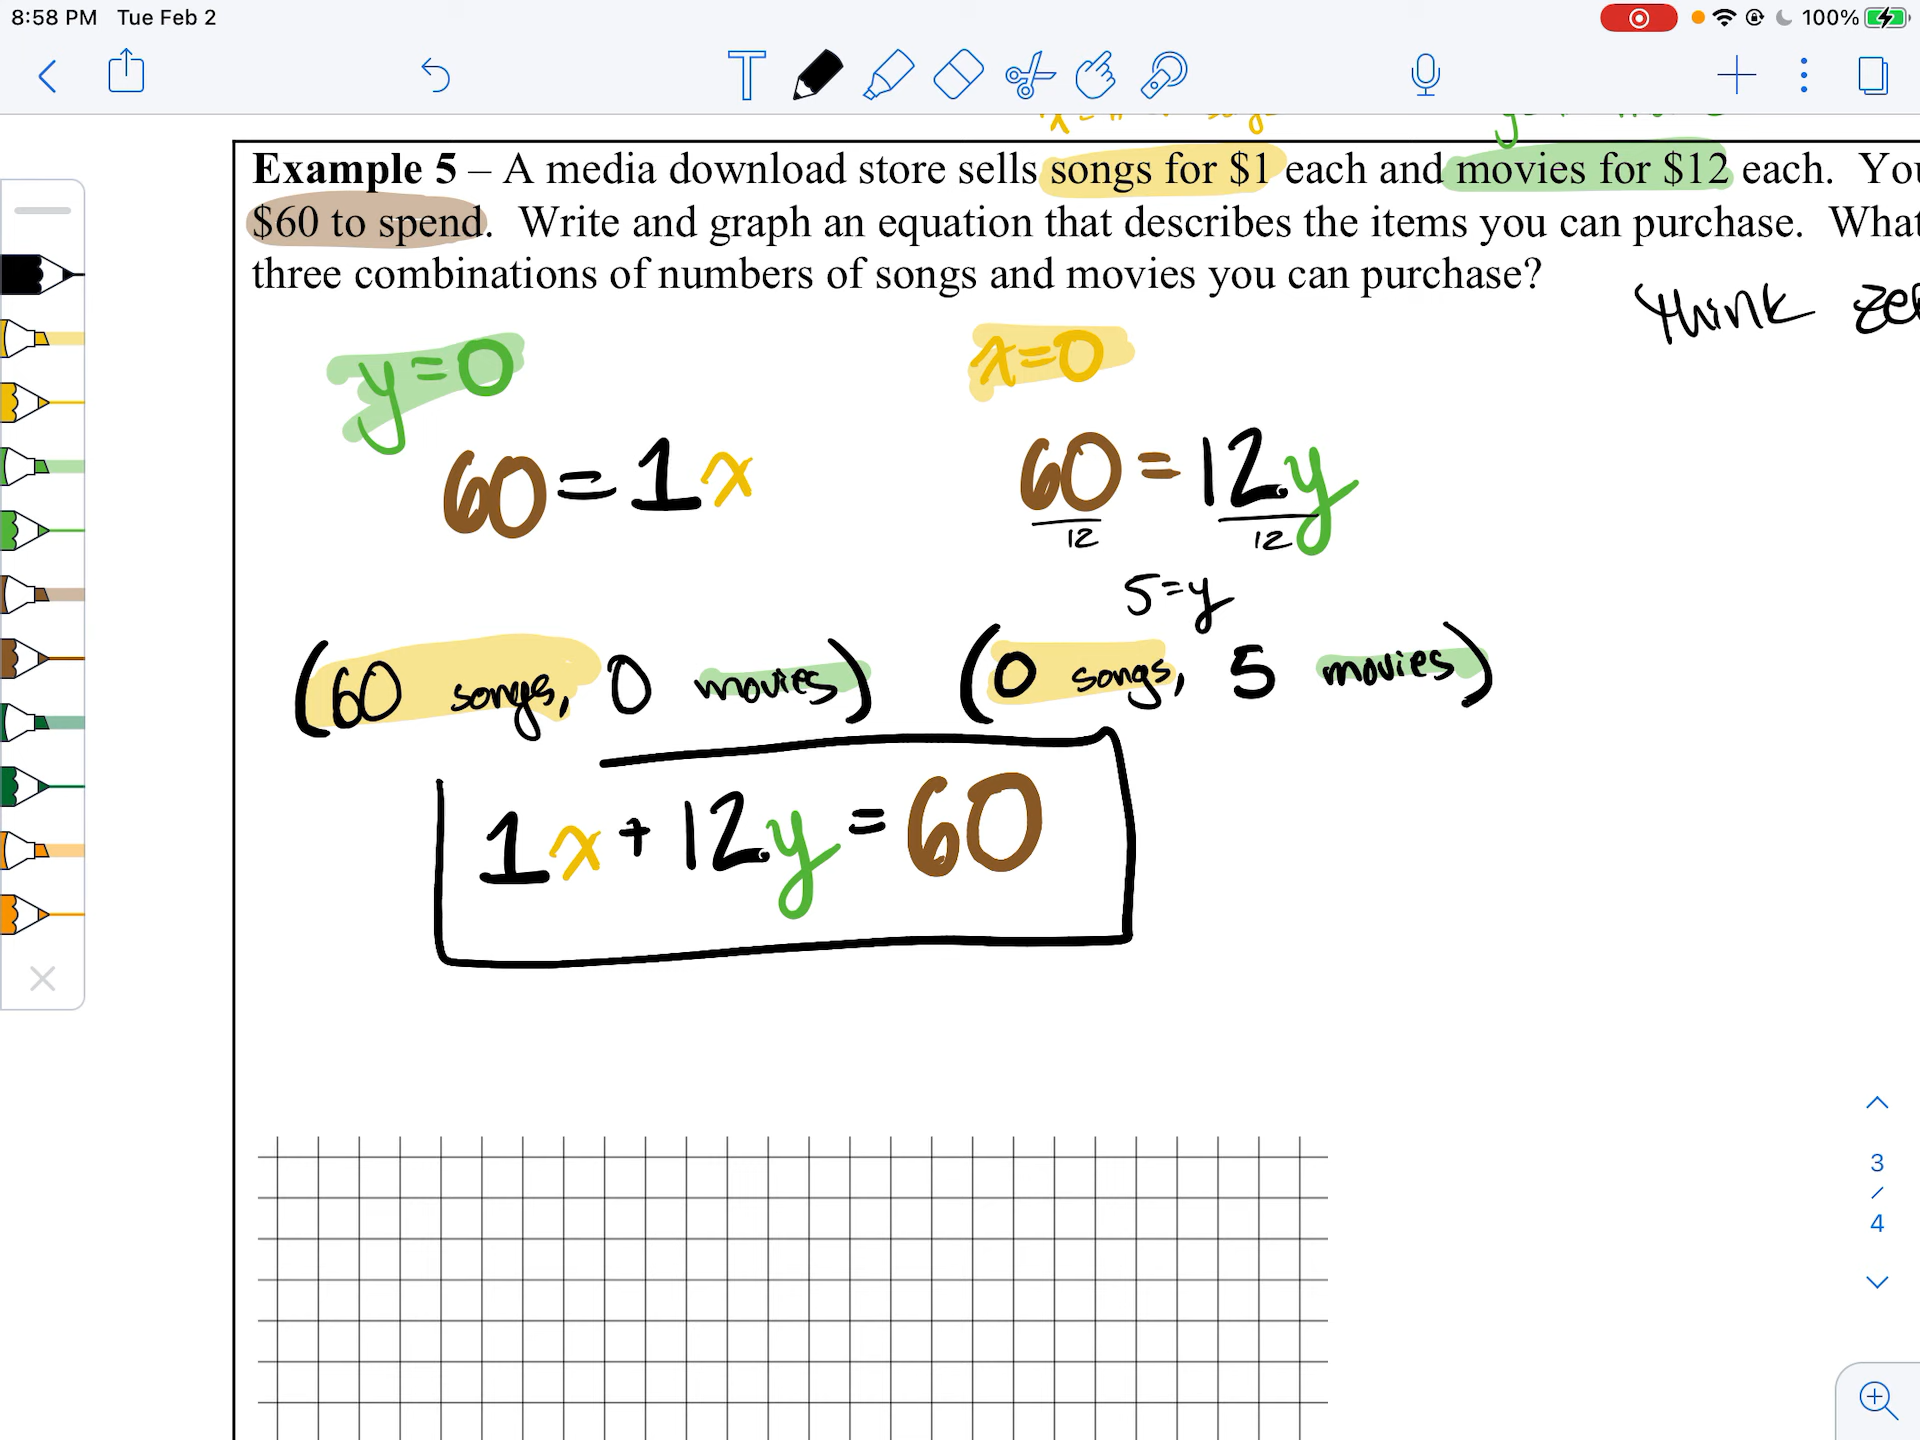 8:58 PM Tue Feb 2
100%
T
Example 5 – A media download store sells songs for $1 each and movies for $12 each. You
$60 to spend. Write and graph an equation that describes the items you can purchase. What
three combinations of numbers of songs and movies you can purchase?
think
y=0
x=0
60=1x
60=12y
12 12
5=y
(60 songs, 0 movies) (0 songs, 5 movies)
1x+12y=60
3
/
4